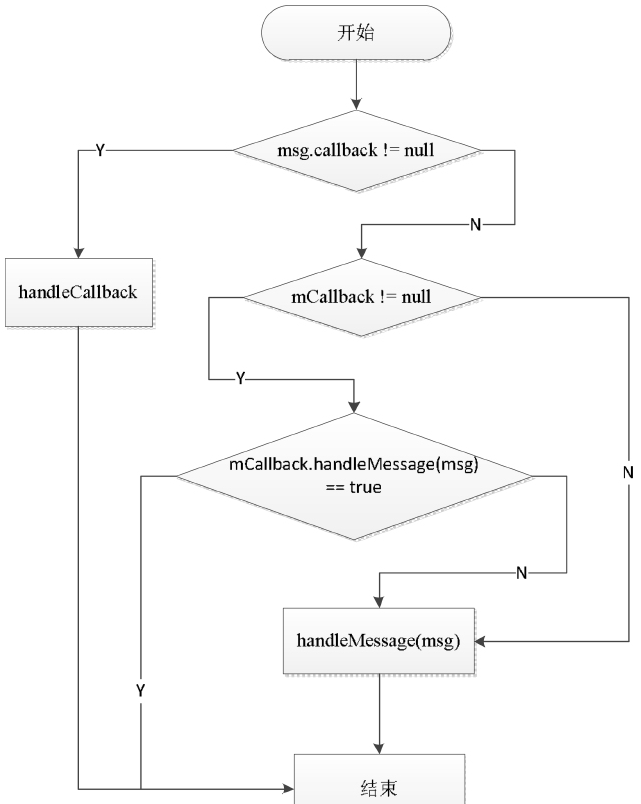 开始
msg.callback != null
Y
N
handleCallback
mCallback != null
Y
mCallback.handleMessage(msg)
== true
N
N
handleMessage(msg)
Y
结束